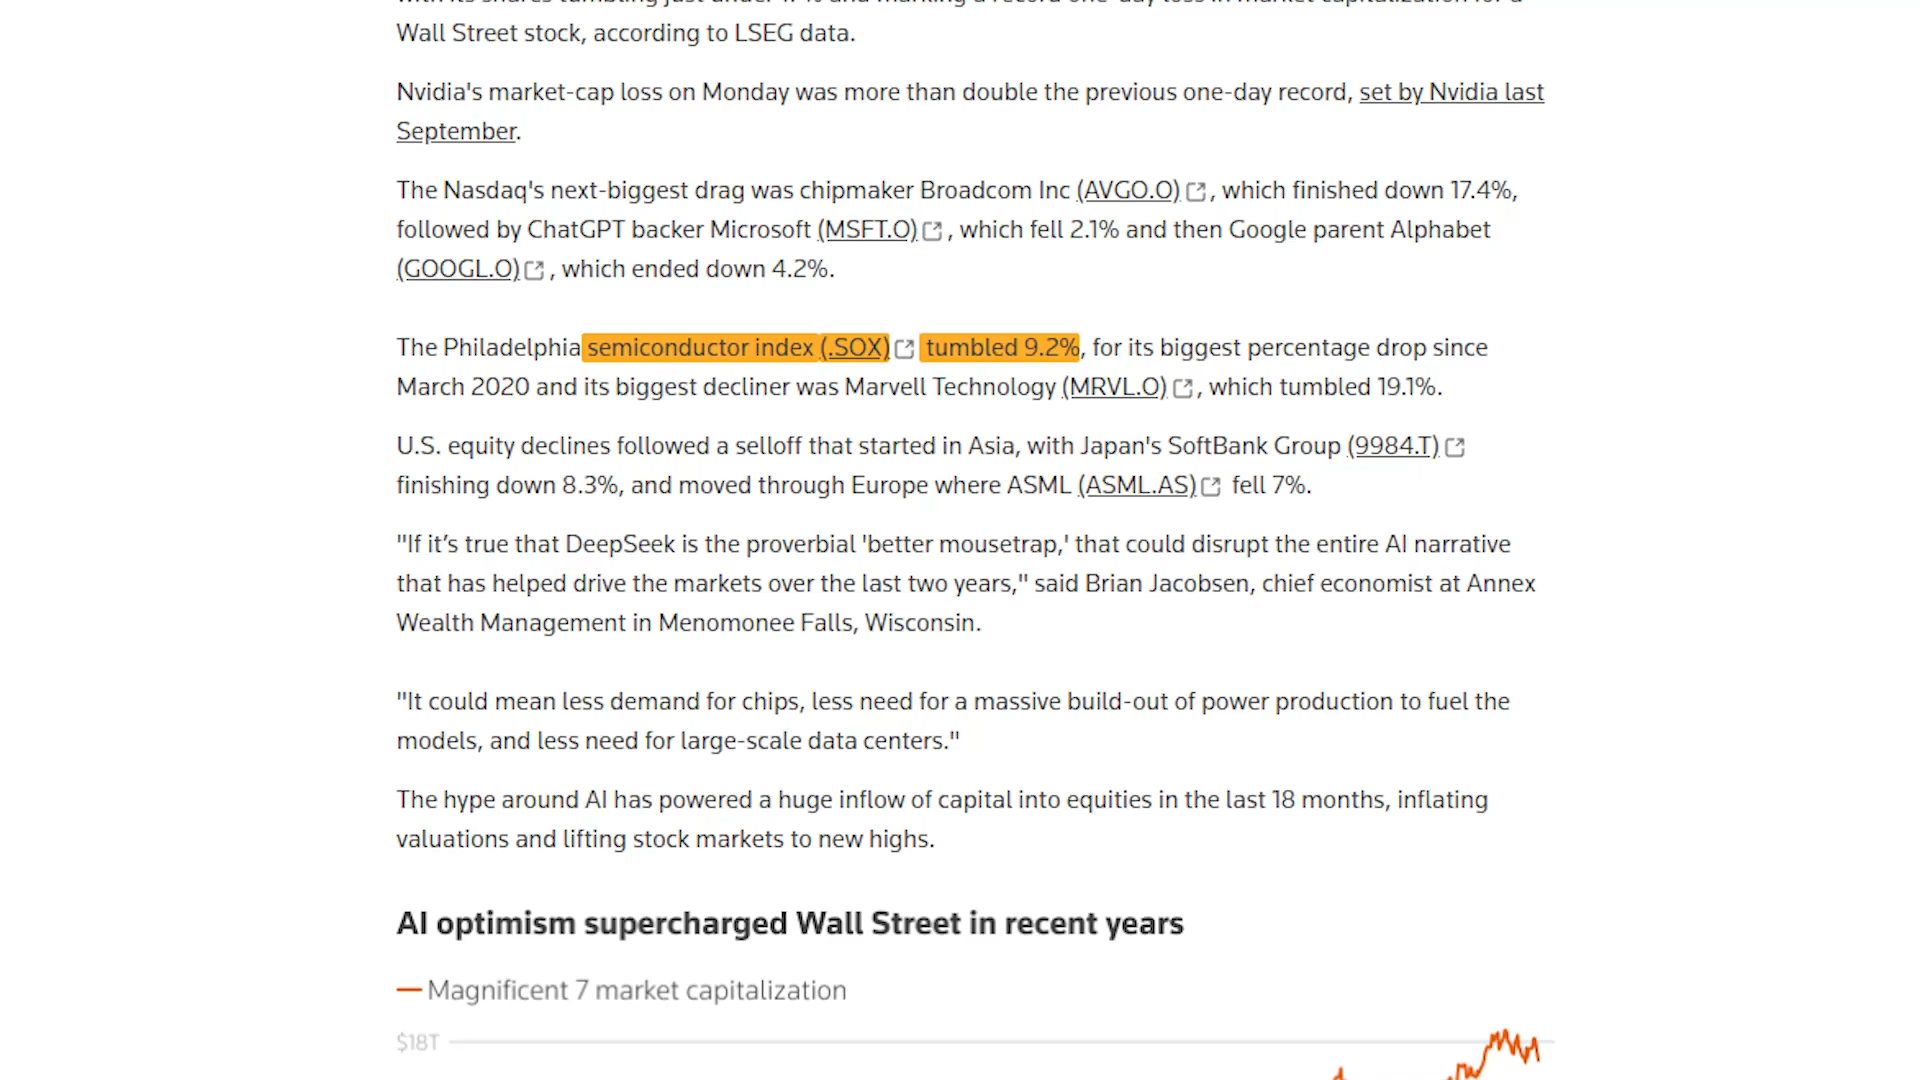 Wall Street stock, according to LSEG data.
Nvidia's market-cap loss on Monday was more than double the previous one-day record, set by Nvidia last
September.
The Nasdaq's next-biggest drag was chipmaker Broadcom Inc (AVGO.O), which finished down 17.4%,
followed by ChatGPT backer Microsoft (MSFT.O), which fell 2.1% and then Google parent Alphabet
(GOOGL.O), which ended down 4.2%.
The Philadelphia semiconductor index (.SOX) tumbled 9.2%, for its biggest percentage drop since
March 2020 and its biggest decliner was Marvell Technology (MRVL.O), which tumbled 19.1%.
U.S. equity declines followed a selloff that started in Asia, with Japan's SoftBank Group (9984.T)
finishing down 8.3%, and moved through Europe where ASML (ASML.AS) fell 7%.
"If it’s true that DeepSeek is the proverbial 'better mousetrap,' that could disrupt the entire AI narrative
that has helped drive the markets over the last two years," said Brian Jacobsen, chief economist at Annex
Wealth Management in Menomonee Falls, Wisconsin.
"It could mean less demand for chips, less need for a massive build-out of power production to fuel the
models, and less need for large-scale data centers."
The hype around AI has powered a huge inflow of capital into equities in the last 18 months, inflating
valuations and lifting stock markets to new highs.
AI optimism supercharged Wall Street in recent years
Magnificent 7 market capitalization
$18T